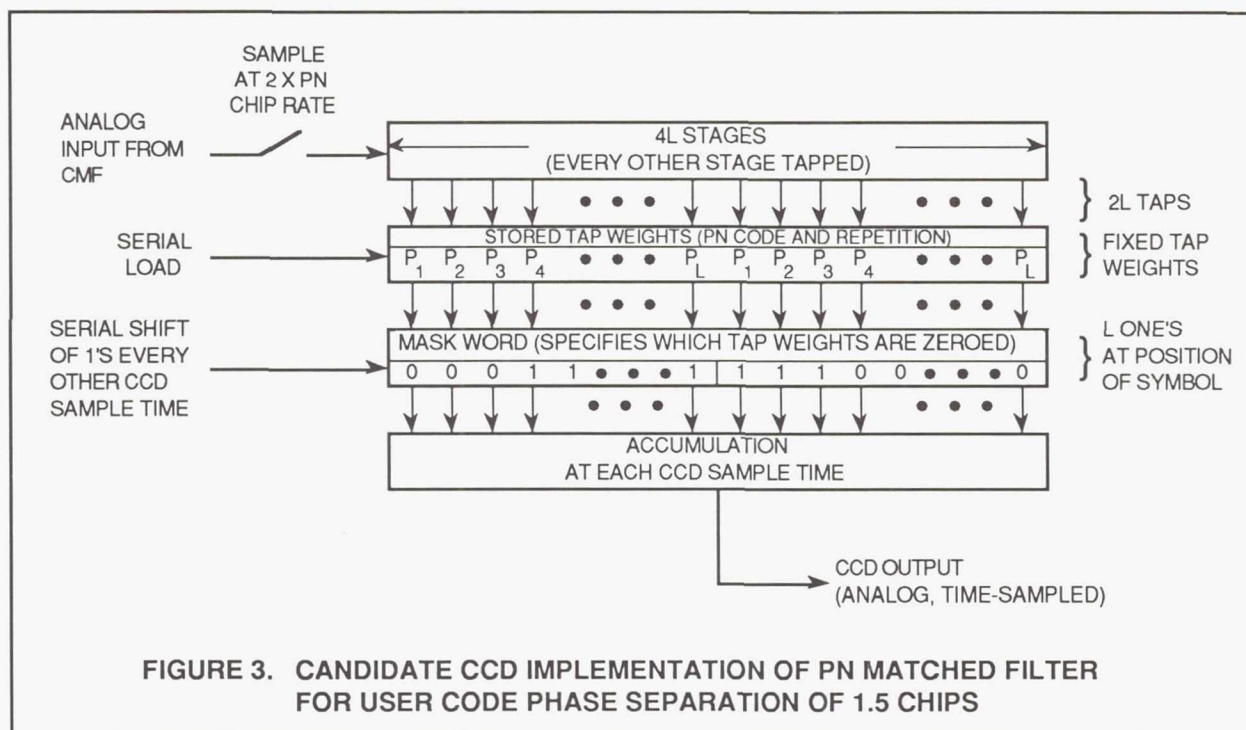 SAMPLE
AT 2 X PN
CHIP RATE
ANALOG
INPUT FROM
CMF
4L STAGES
(EVERY OTHER STAGE TAPPED)
2L TAPS
SERIAL
LOAD
STORED TAP WEIGHTS (PN CODE AND REPETITION)
P1 P2 P3 P4 ● ● ● PL P1 P2 P3 P4 ● ● ● PL
FIXED TAP
WEIGHTS
SERIAL SHIFT
OF 1'S EVERY
OTHER CCD
SAMPLE TIME
MASK WORD (SPECIFIES WHICH TAP WEIGHTS ARE ZEROED)
0 0 0 1 1 ● ● ● 1 1 1 1 0 0 ● ● ● 0
L ONE'S
AT POSITION
OF SYMBOL
ACCUMULATION
AT EACH CCD SAMPLE TIME
CCD OUTPUT
(ANALOG, TIME-SAMPLED)
FIGURE 3. CANDIDATE CCD IMPLEMENTATION OF PN MATCHED FILTER
FOR USER CODE PHASE SEPARATION OF 1.5 CHIPS